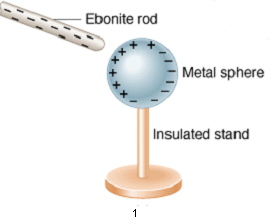 Ebonite rod
Metal sphere
Insulated stand
1